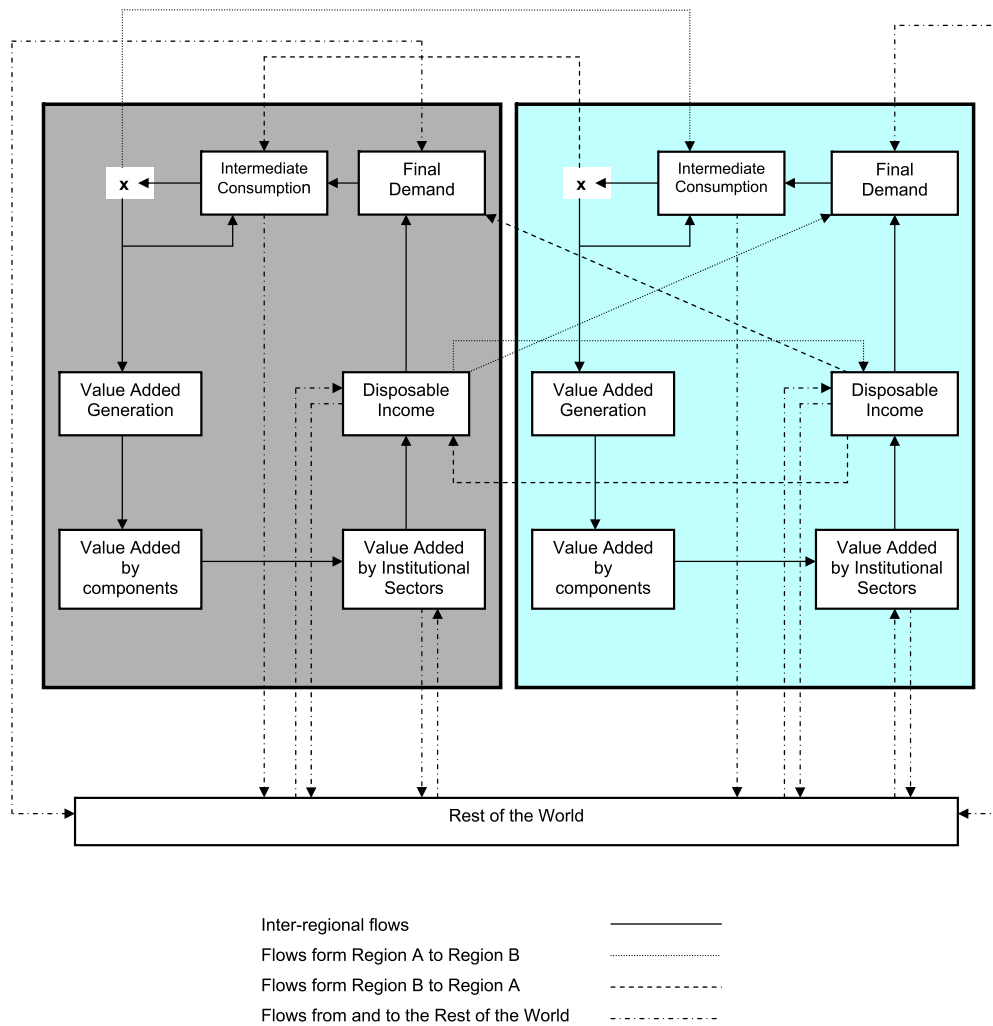 x
Intermediate
Consumption
Final
Demand
Value Added
Generation
Disposable
Income
Value Added
by
components
Value Added
by Institutional
Sectors
x
Intermediate
Consumption
Final
Demand
Value Added
Generation
Disposable
Income
Value Added
by
components
Value Added
by Institutional
Sectors
Rest of the World
Inter-regional flows
Flows form Region A to Region B
Flows form Region B to Region A
Flows from and to the Rest of the World